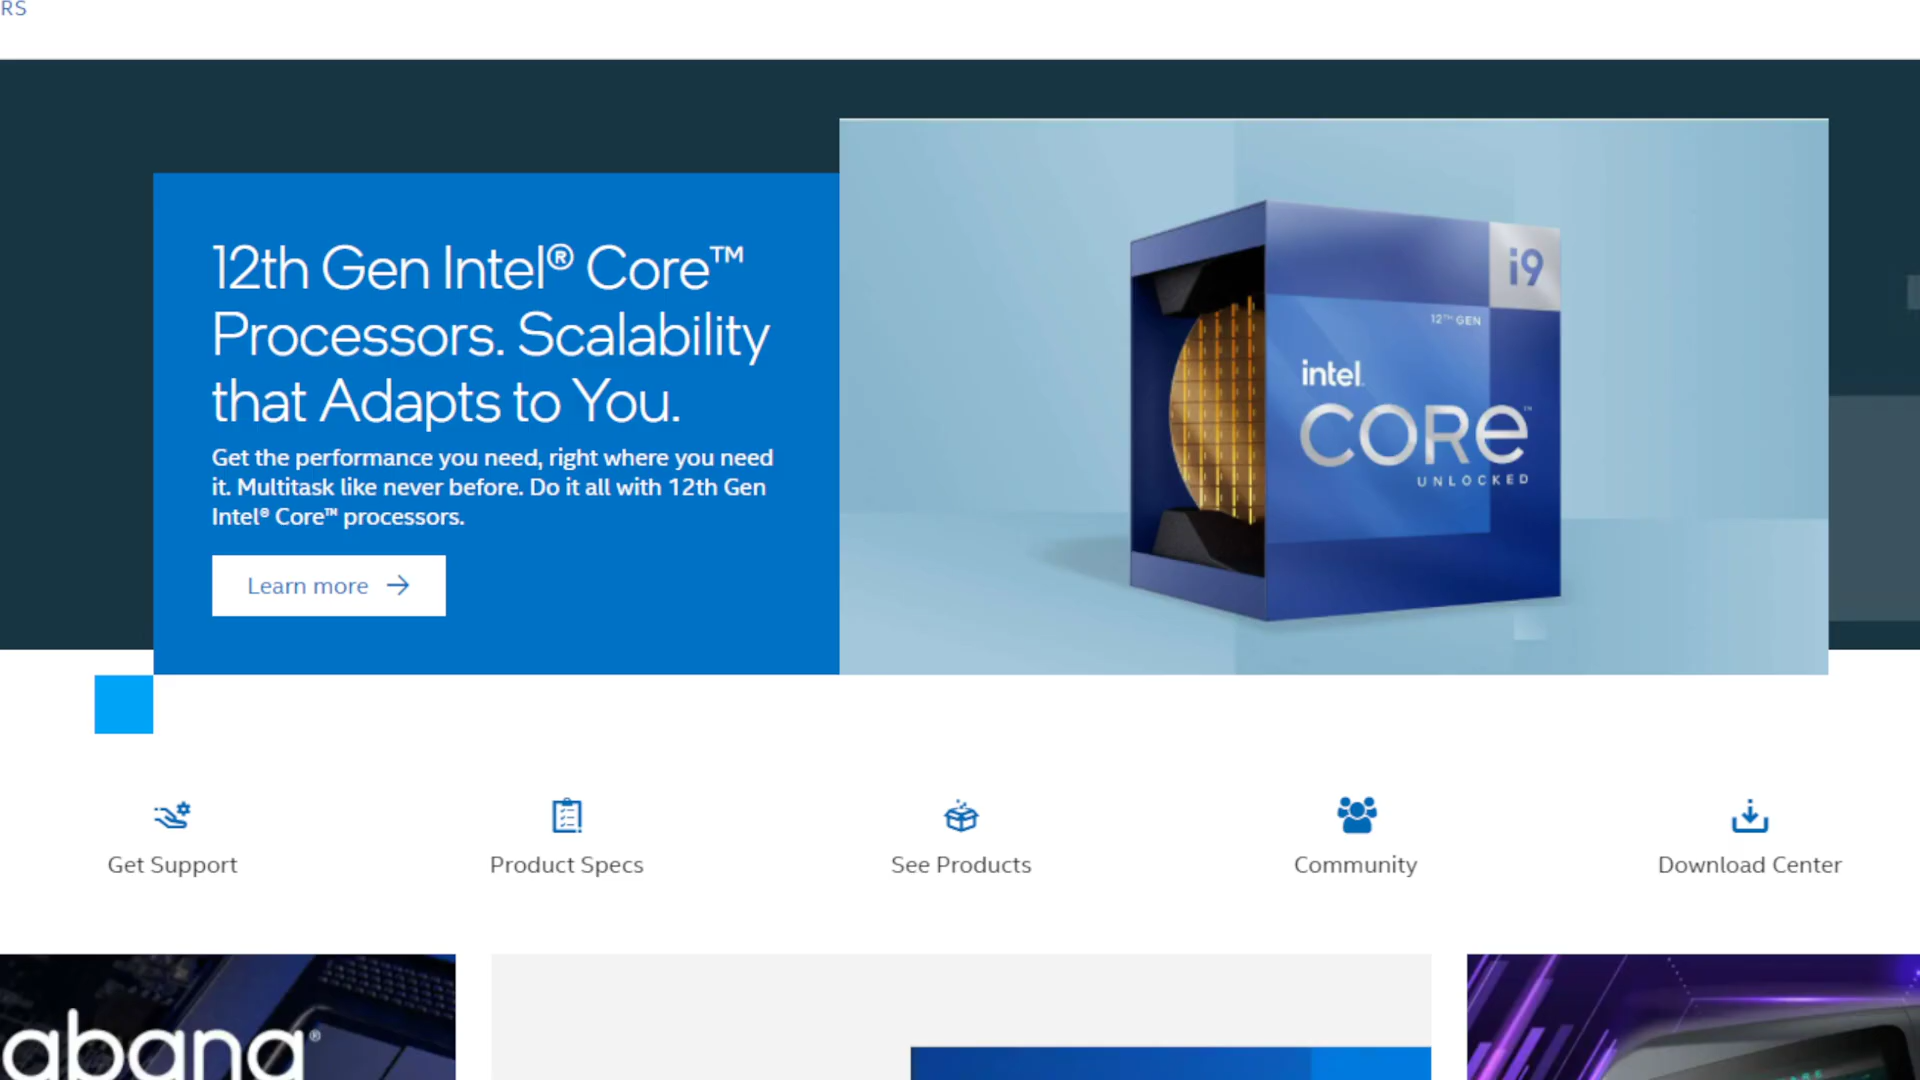 RS
12th Gen Intel® Core™
Processors. Scalability
that Adapts to You.
Get the performance you need, right where you need
it. Multitask like never before. Do it all with 12th Gen
Intel® Core™ processors.
Learn more
i9
12TH GEN
intel.
CORE™
UNLOCKED
Get Support
Product Specs
See Products
Community
Download Center
abana®